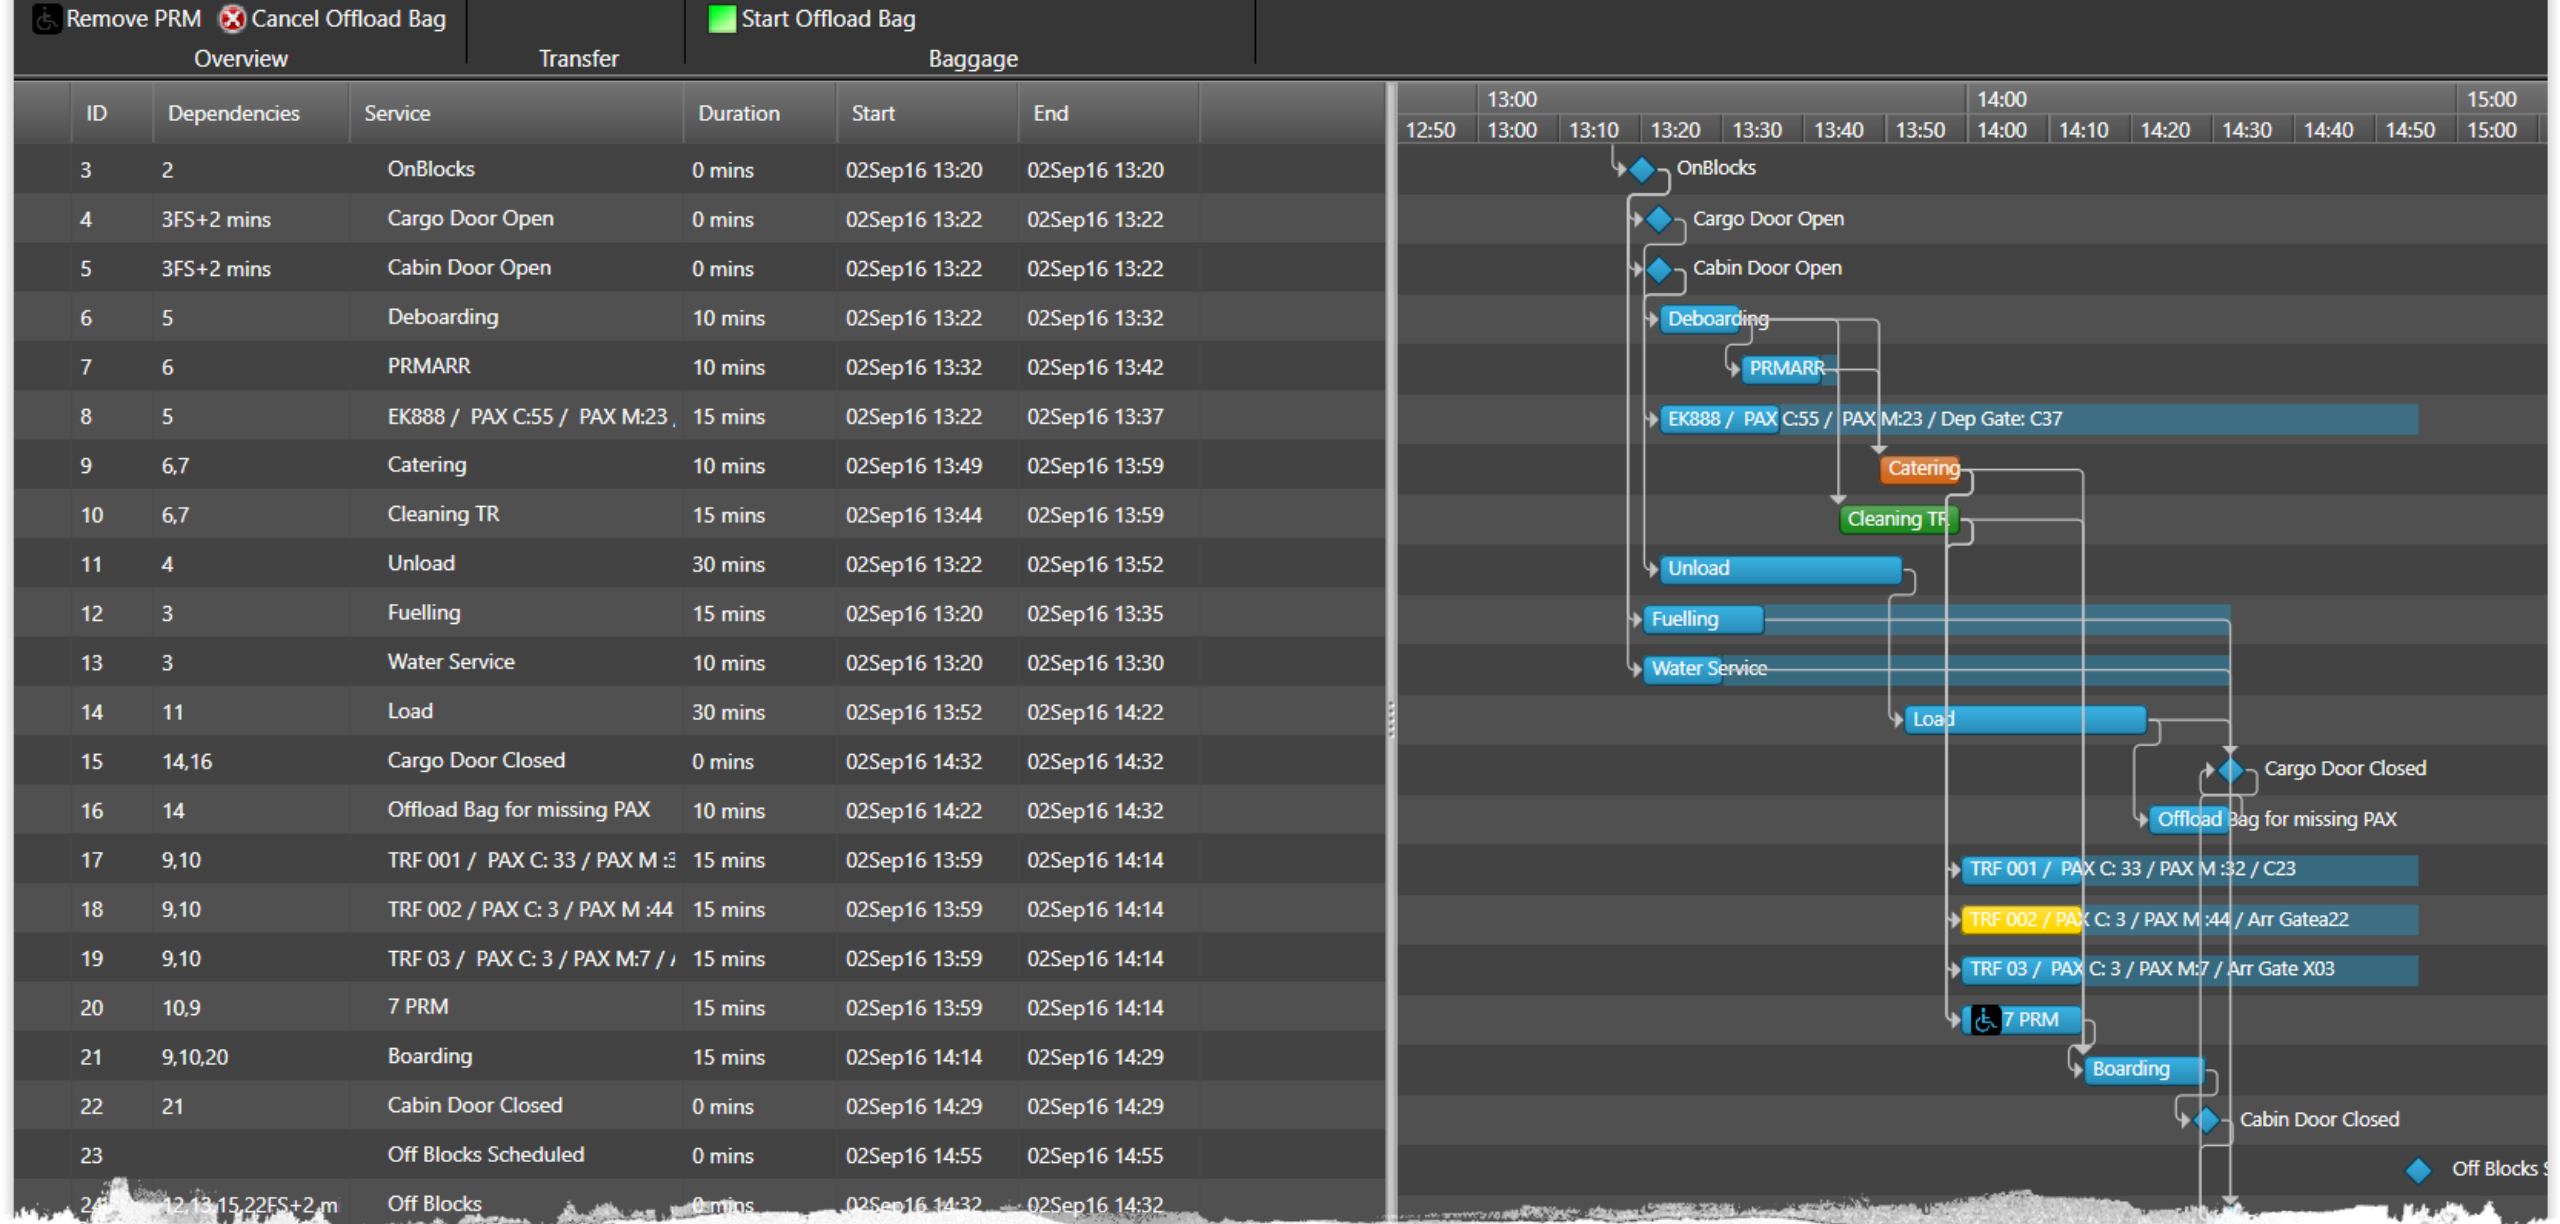 Remove PRM Cancel Offload Bag Start Offload Bag
Overview Transfer Baggage
ID Dependencies Service Duration Start End
13:00 14:00 15:00
12:50 13:00 13:10 13:20 13:30 13:40 13:50 14:00 14:10 14:20 14:30 14:40 14:50 15:00
3 2 OnBlocks 0 mins 02Sep16 13:20 02Sep16 13:20 OnBlocks
4 3FS+2 mins Cargo Door Open 0 mins 02Sep16 13:22 02Sep16 13:22 Cargo Door Open
5 3FS+2 mins Cabin Door Open 0 mins 02Sep16 13:22 02Sep16 13:22 Cabin Door Open
6 5 Deboarding 10 mins 02Sep16 13:22 02Sep16 13:32 Deboarding
7 6 PRMARR 10 mins 02Sep16 13:32 02Sep16 13:42 PRMARR
8 5 EK888 / PAX C:55 / PAX M:23 15 mins 02Sep16 13:22 02Sep16 13:37 EK888 / PAX C:55 / PAX M:23 / Dep Gate: C37
9 6,7 Catering 10 mins 02Sep16 13:49 02Sep16 13:59 Catering
10 6,7 Cleaning TR 15 mins 02Sep16 13:44 02Sep16 13:59 Cleaning TR
11 4 Unload 30 mins 02Sep16 13:22 02Sep16 13:52 Unload
12 3 Fuelling 15 mins 02Sep16 13:20 02Sep16 13:35 Fuelling
13 3 Water Service 10 mins 02Sep16 13:20 02Sep16 13:30 Water Service
14 11 Load 30 mins 02Sep16 13:52 02Sep16 14:22 Load
15 14,16 Cargo Door Closed 0 mins 02Sep16 14:32 02Sep16 14:32 Cargo Door Closed
16 14 Offload Bag for missing PAX 10 mins 02Sep16 14:22 02Sep16 14:32 Offload Bag for missing PAX
17 9,10 TRF 001 / PAX C: 33 / PAX M :3 15 mins 02Sep16 13:59 02Sep16 14:14 TRF 001 / PAX C: 33 / PAX M :32 / C23
18 9,10 TRF 002 / PAX C: 3 / PAX M :44 15 mins 02Sep16 13:59 02Sep16 14:14 TRF 002 / PAX C: 3 / PAX M :44 / Arr Gatea22
19 9,10 TRF 03 / PAX C: 3 / PAX M:7 / 15 mins 02Sep16 13:59 02Sep16 14:14 TRF 03 / PAX C: 3 / PAX M:7 / Arr Gate X03
20 10,9 7 PRM 15 mins 02Sep16 13:59 02Sep16 14:14 7 PRM
21 9,10,20 Boarding 15 mins 02Sep16 14:14 02Sep16 14:29 Boarding
22 21 Cabin Door Closed 0 mins 02Sep16 14:29 02Sep16 14:29 Cabin Door Closed
23 Off Blocks Scheduled 0 mins 02Sep16 14:55 02Sep16 14:55 Off Blocks S
24 12,13,15,22FS+2 mi Off Blocks 0 mins 02Sep16 14:32 02Sep16 14:32